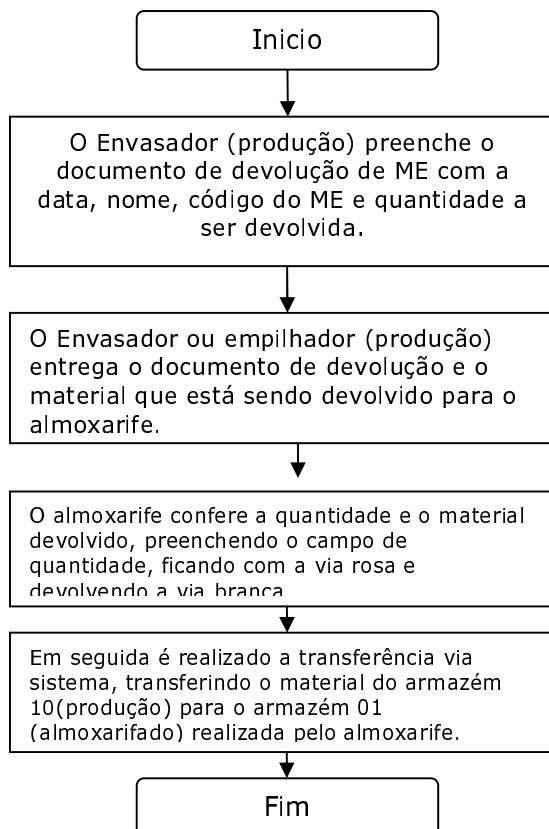 Inicio
O Envasador (produção) preenche o
documento de devolução de ME com a
data, nome, código do ME e quantidade a
ser devolvida.
O Envasador ou empilhador (produção)
entrega o documento de devolução e o
material que está sendo devolvido para o
almoxarife.
O almoxarife confere a quantidade e o material
devolvido, preenchendo o campo de
quantidade, ficando com a via rosa e
devolvendo a via branca
Em seguida é realizado a transferência via
sistema, transferindo o material do armazém
10(produção) para o armazém 01
(almoxarifado) realizada pelo almoxarife.
Fim